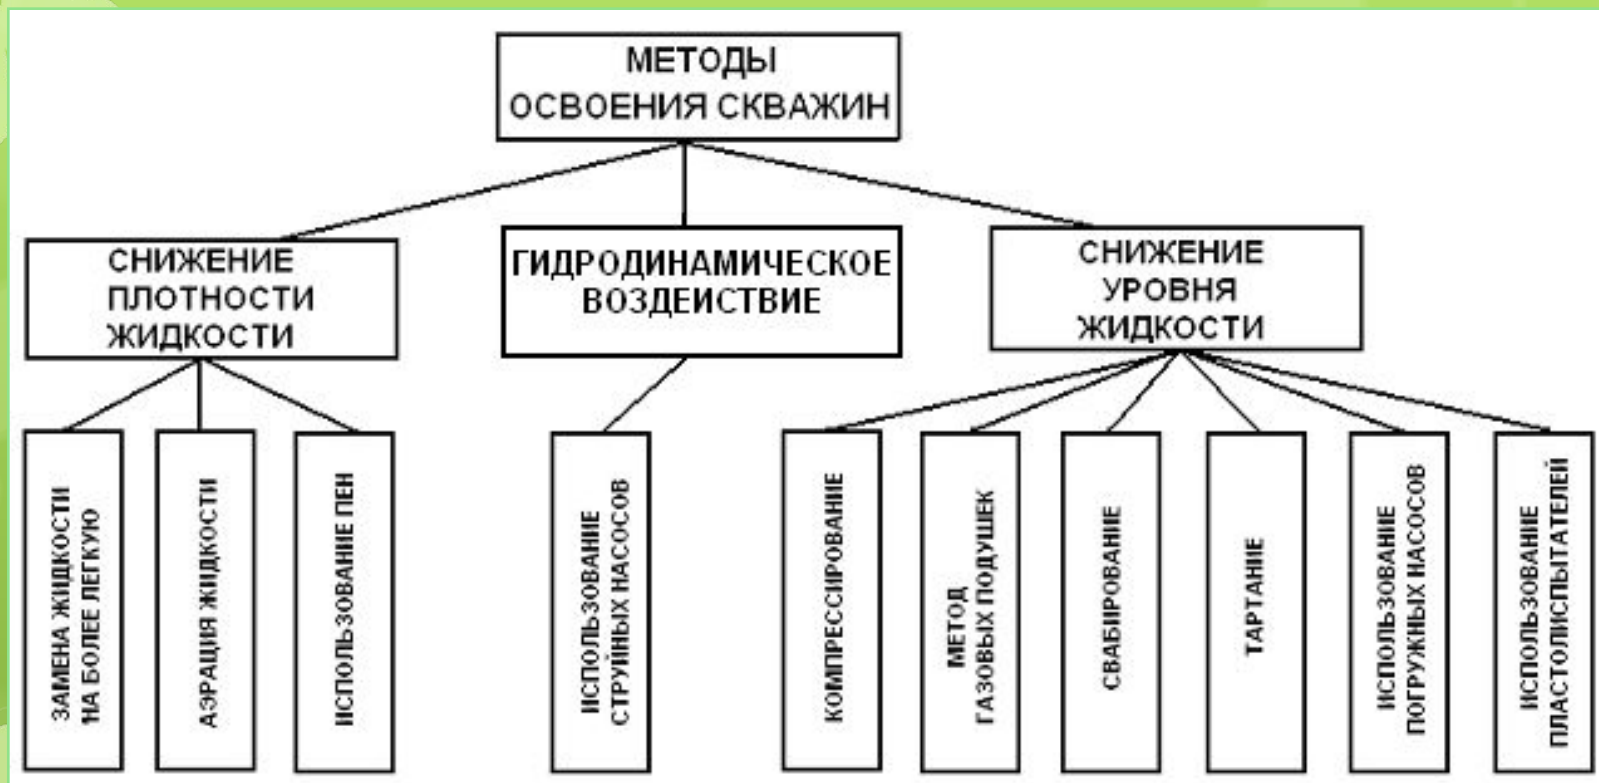 МЕТОДЫ
ОСВОЕНИЯ СКВАЖИН
СНИЖЕНИЕ
ПЛОТНОСТИ
ЖИДКОСТИ
ГИДРОДИНАМИЧЕСКОЕ
ВОЗДЕИСТВИЕ
СНИЖЕНИЕ
УРОВНЯ
ЖИДКОСТИ
ЗАМЕНА ЖИДКОСТИ
НА БОЛЕЕ ЛЕГКУЮ
АЭРАЦИЯ ЖИДКОСТИ
ИСПОЛЬЗОВАНИЕ ПЕН
ИСПОЛЬЗОВАНИЕ
СТРУЙНЫХ НАСОСОВ
КОМПРЕССИРОВАНИЕ
МЕТОД
ГАЗОВЫХ ПОДУШЕК
СВАБИРОВАНИЕ
ТАРТАНИЕ
ИСПОЛЬЗОВАНИЕ
ПОГРУЖНЫХ НАСОСОВ
ИСПОЛЬЗОВАНИЕ
ПЛАСТОЛИСПЫТАТЕЛЕЙ